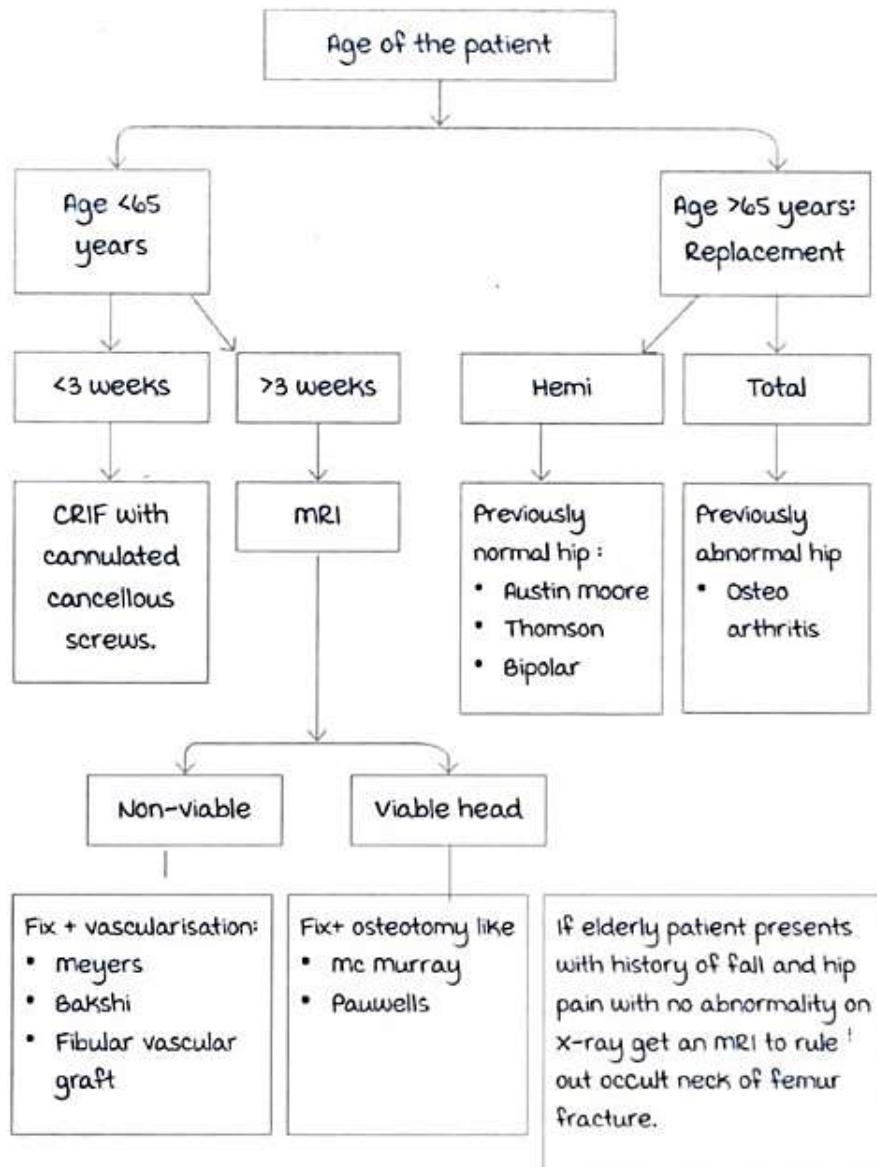 Age of the patient
Age <65
years
Age >65 years:
Replacement
<3 weeks
>3 weeks
Hemi
Total
CRIF with
cannulated
cancellous
screws.
MRI
Previously
normal hip :
• Austin moore
• Thomson
• Bipolar
Previously
abnormal hip
• Osteo
arthritis
Non-viable
Viable head
Fix + vascularisation:
• meyers
• Bakshi
• Fibular vascular
graft
Fix+ osteotomy like
• mc murray
• Pauwells
If elderly patient presents
with history of fall and hip
pain with no abnormality on
x-ray get an MRI to rule
out occult neck of femur
fracture.